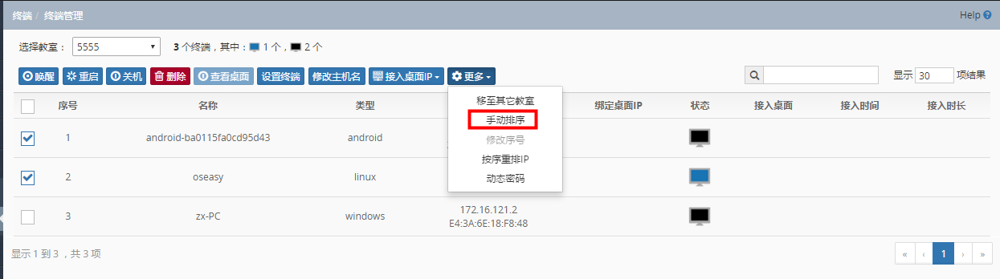 终端 / 终端管理
Help
选择教室： 5555 3 个终端，其中： 1 个， 2 个
唤醒 重启 关机 删除 查看桌面 设置终端 修改主机名 接入桌面IP 更多 显示 30 项结果
移至其它教室
手动排序
修改序号
按序重排IP
动态密码
序号 名称 类型 绑定桌面IP 状态 接入桌面 接入时间 接入时长
1 android-ba0115fa0cd95d43 android
2 oseasy linux
3 zx-PC windows 172.16.121.2
E4:3A:6E:18:F8:48
显示 1 到 3 ，共 3 项
« ‹ 1 › »